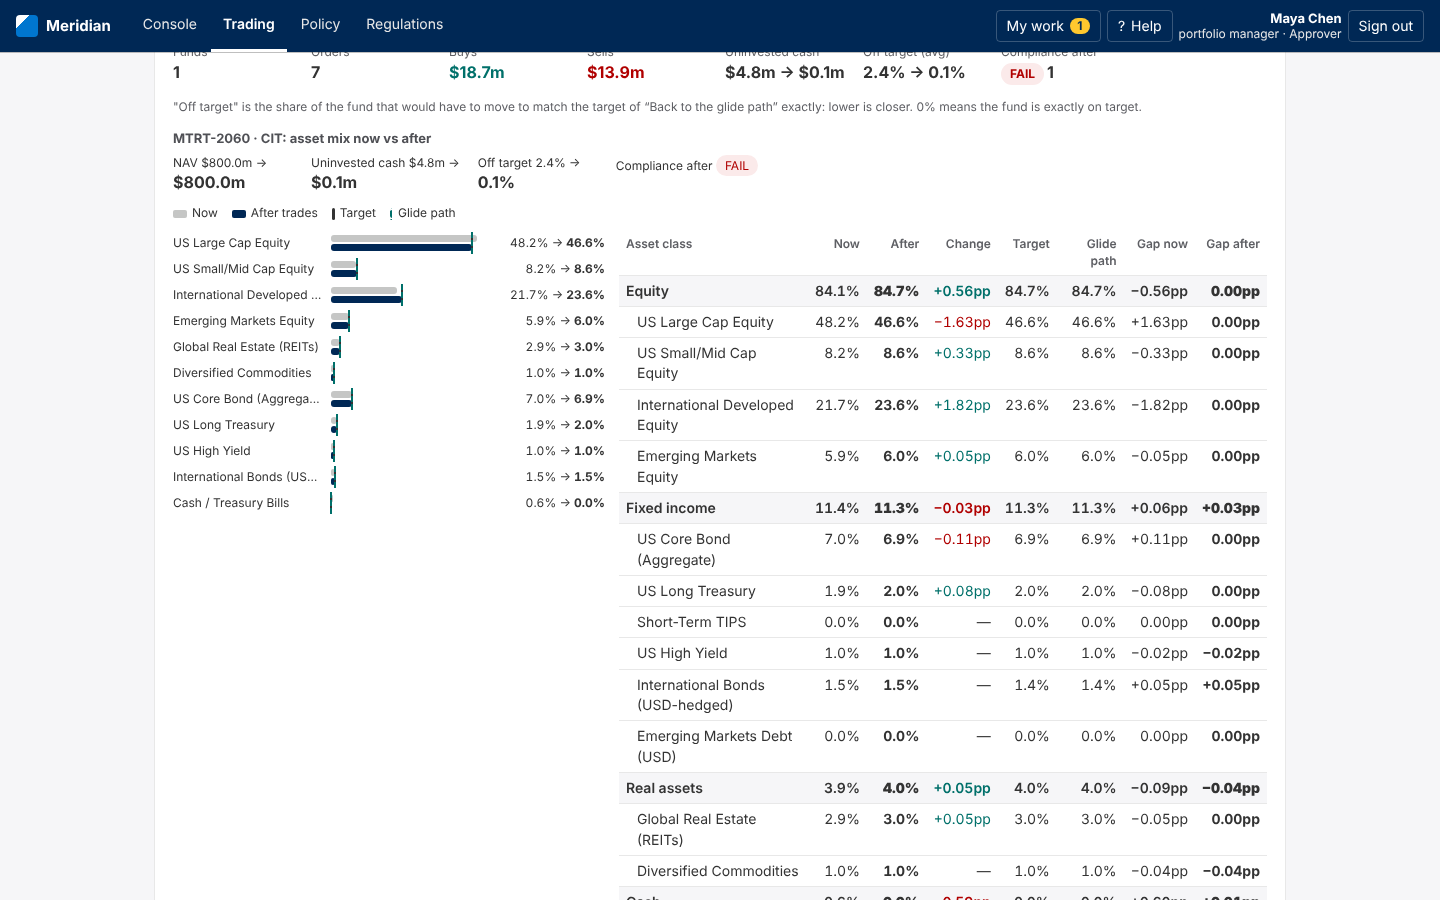 Meridian
Console
Trading
Policy
Regulations
My work 1
? Help
Maya Chen
portfolio manager · Approver
Sign out
Funds Orders Buys Sells Uninvested cash Off target (avg) Compliance after
1 7 $18.7m $13.9m $4.8m → $0.1m 2.4% → 0.1% FAIL 1
"Off target" is the share of the fund that would have to move to match the target of “Back to the glide path” exactly: lower is closer. 0% means the fund is exactly on target.
MTRT-2060 · CIT: asset mix now vs after
NAV $800.0m → Uninvested cash $4.8m → Off target 2.4% → Compliance after FAIL
$800.0m $0.1m 0.1%
Now After trades Target Glide path
US Large Cap Equity 48.2% → 46.6%
US Small/Mid Cap Equity 8.2% → 8.6%
International Developed ... 21.7% → 23.6%
Emerging Markets Equity 5.9% → 6.0%
Global Real Estate (REITs) 2.9% → 3.0%
Diversified Commodities 1.0% → 1.0%
US Core Bond (Aggrega... 7.0% → 6.9%
US Long Treasury 1.9% → 2.0%
US High Yield 1.0% → 1.0%
International Bonds (US... 1.5% → 1.5%
Cash / Treasury Bills 0.6% → 0.0%
Asset class Now After Change Target Glide path Gap now Gap after
Equity 84.1% 84.7% +0.56pp 84.7% 84.7% −0.56pp 0.00pp
US Large Cap Equity 48.2% 46.6% −1.63pp 46.6% 46.6% +1.63pp 0.00pp
US Small/Mid Cap Equity 8.2% 8.6% +0.33pp 8.6% 8.6% −0.33pp 0.00pp
International Developed Equity 21.7% 23.6% +1.82pp 23.6% 23.6% −1.82pp 0.00pp
Emerging Markets Equity 5.9% 6.0% +0.05pp 6.0% 6.0% −0.05pp 0.00pp
Fixed income 11.4% 11.3% −0.03pp 11.3% 11.3% +0.06pp +0.03pp
US Core Bond (Aggregate) 7.0% 6.9% −0.11pp 6.9% 6.9% +0.11pp 0.00pp
US Long Treasury 1.9% 2.0% +0.08pp 2.0% 2.0% −0.08pp 0.00pp
Short-Term TIPS 0.0% 0.0% — 0.0% 0.0% 0.00pp 0.00pp
US High Yield 1.0% 1.0% — 1.0% 1.0% −0.02pp −0.02pp
International Bonds (USD-hedged) 1.5% 1.5% — 1.4% 1.4% +0.05pp +0.05pp
Emerging Markets Debt (USD) 0.0% 0.0% — 0.0% 0.0% 0.00pp 0.00pp
Real assets 3.9% 4.0% +0.05pp 4.0% 4.0% −0.09pp −0.04pp
Global Real Estate (REITs) 2.9% 3.0% +0.05pp 3.0% 3.0% −0.05pp 0.00pp
Diversified Commodities 1.0% 1.0% — 1.0% 1.0% −0.04pp −0.04pp